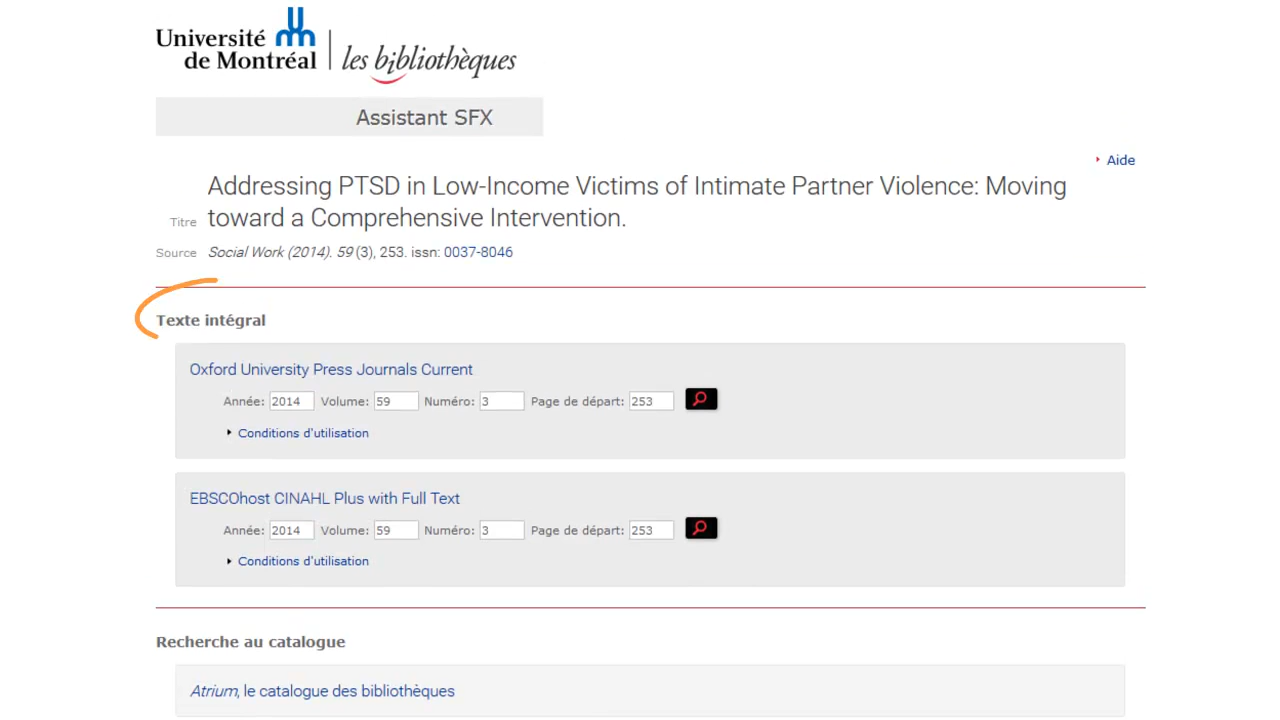 Université
de Montréal
les bibliothèques
Assistant SFX
Aide
Titre Addressing PTSD in Low-Income Victims of Intimate Partner Violence: Moving
toward a Comprehensive Intervention.
Source Social Work (2014). 59 (3), 253. issn: 0037-8046
Texte intégral
Oxford University Press Journals Current
Année: 2014 Volume: 59 Numéro: 3 Page de départ: 253
Conditions d'utilisation
EBSCOhost CINAHL Plus with Full Text
Année: 2014 Volume: 59 Numéro: 3 Page de départ: 253
Conditions d'utilisation
Recherche au catalogue
Atrium, le catalogue des bibliothèques